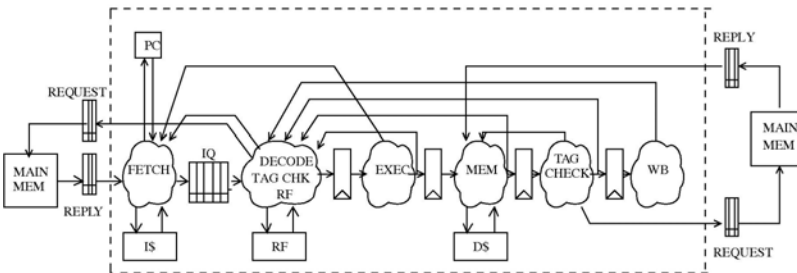 PC
REPLY
REQUEST
MAIN
MEM
REPLY
FETCH
IQ
DECODE
TAG CHK
RF
EXEC
MEM
TAG
CHECK
WB
MAIN
MEM
I$
RF
D$
REQUEST